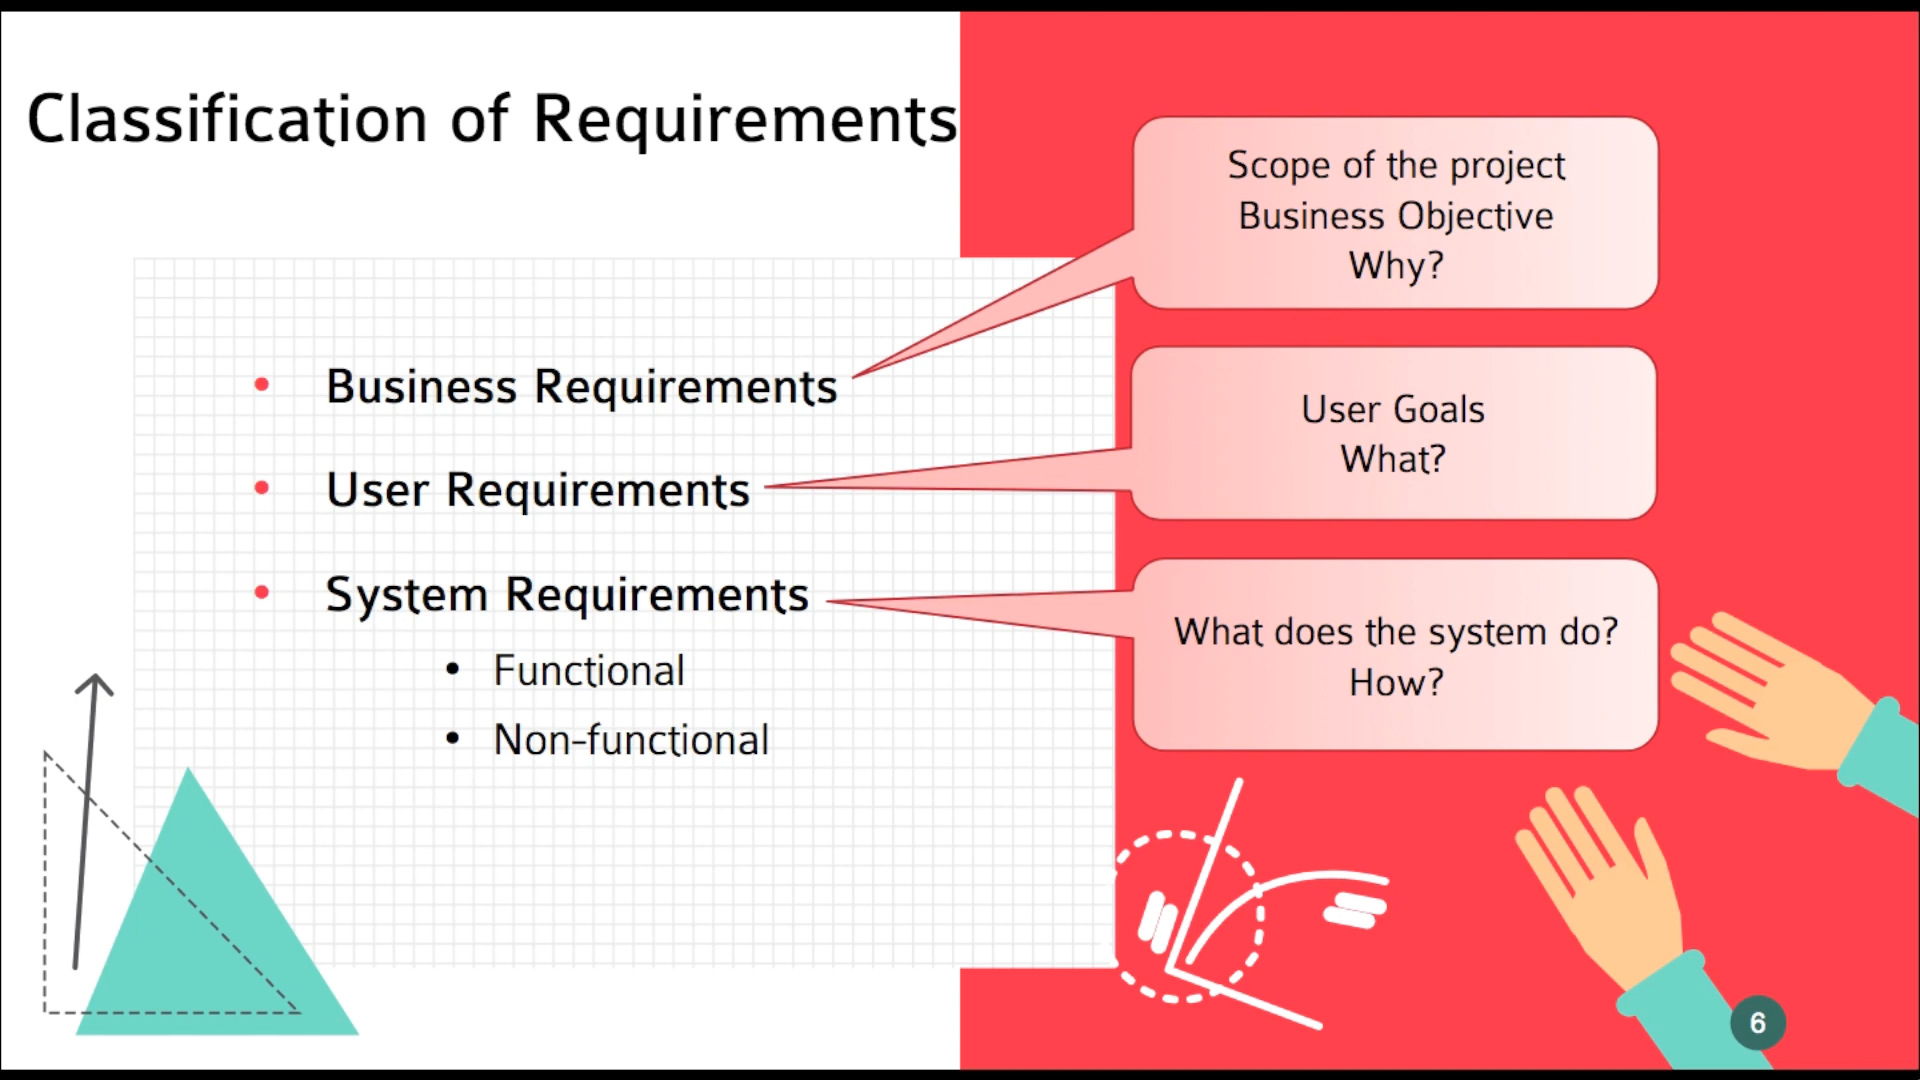 Classification of Requirements
• Business Requirements
• User Requirements
• System Requirements
• Functional
• Non-functional
Scope of the project
Business Objective
Why?
User Goals
What?
What does the system do?
How?
6